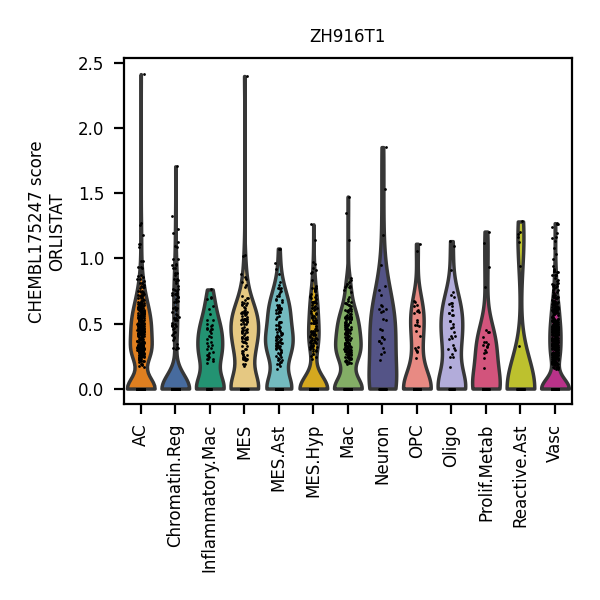 ZH916T1
CHEMBL175247 score
ORLISTAT
2.5
2.0
1.5
1.0
0.5
0.0
AC
Chromatin.Reg
Inflammatory.Mac
MES
MES.Ast
MES.Hyp
Mac
Neuron
OPC
Oligo
Prolif.Metab
Reactive.Ast
Vasc